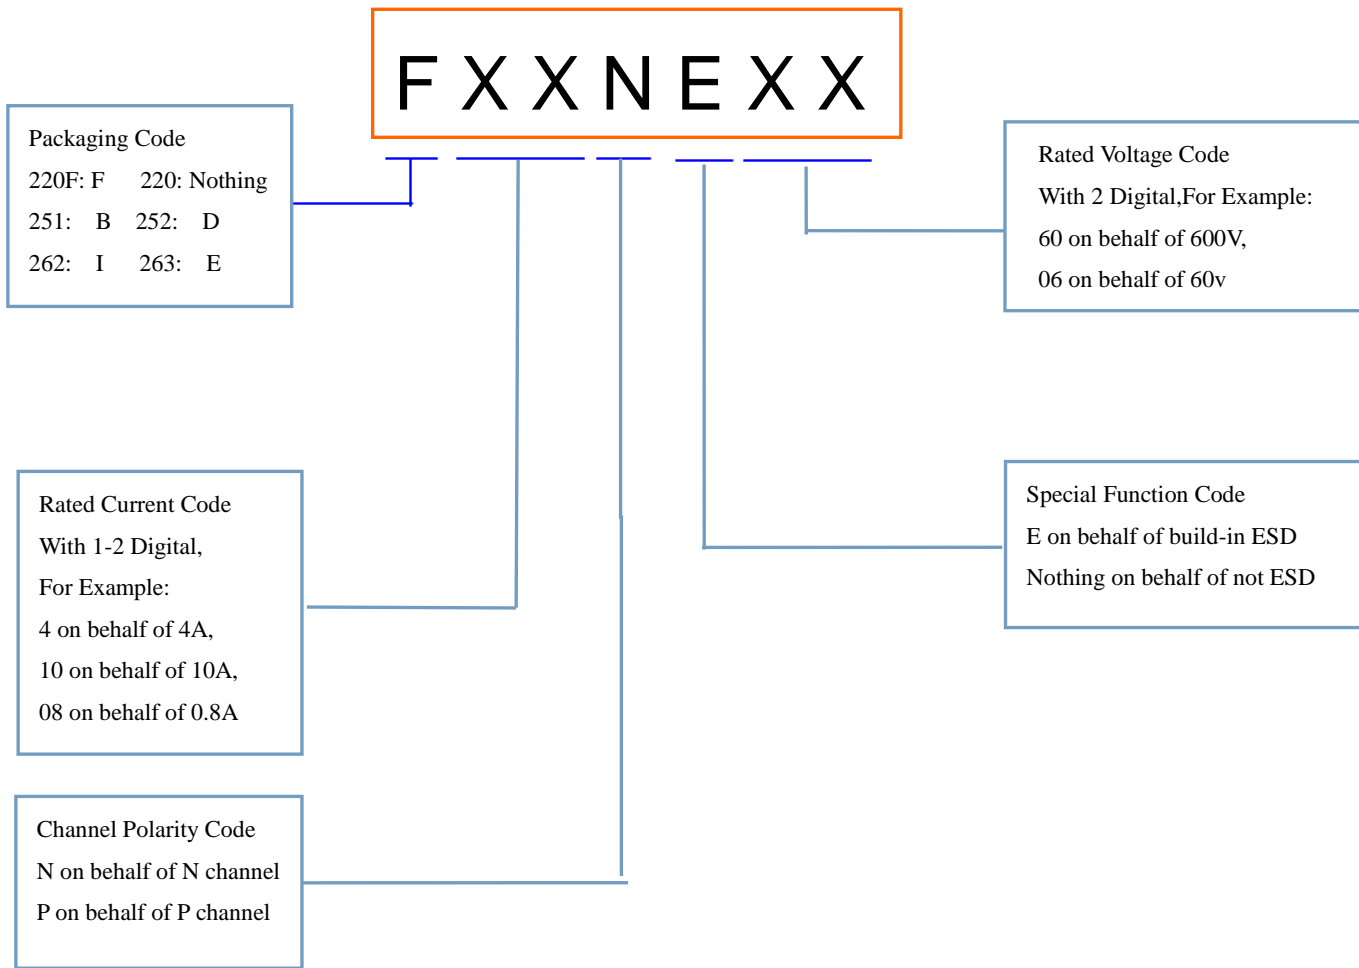 F X X N E X X
Packaging Code
220F: F 220: Nothing
251: B 252: D
262: I 263: E
Rated Voltage Code
With 2 Digital,For Example:
60 on behalf of 600V,
06 on behalf of 60v
Rated Current Code
With 1-2 Digital,
For Example:
4 on behalf of 4A,
10 on behalf of 10A,
08 on behalf of 0.8A
Special Function Code
E on behalf of build-in ESD
Nothing on behalf of not ESD
Channel Polarity Code
N on behalf of N channel
P on behalf of P channel